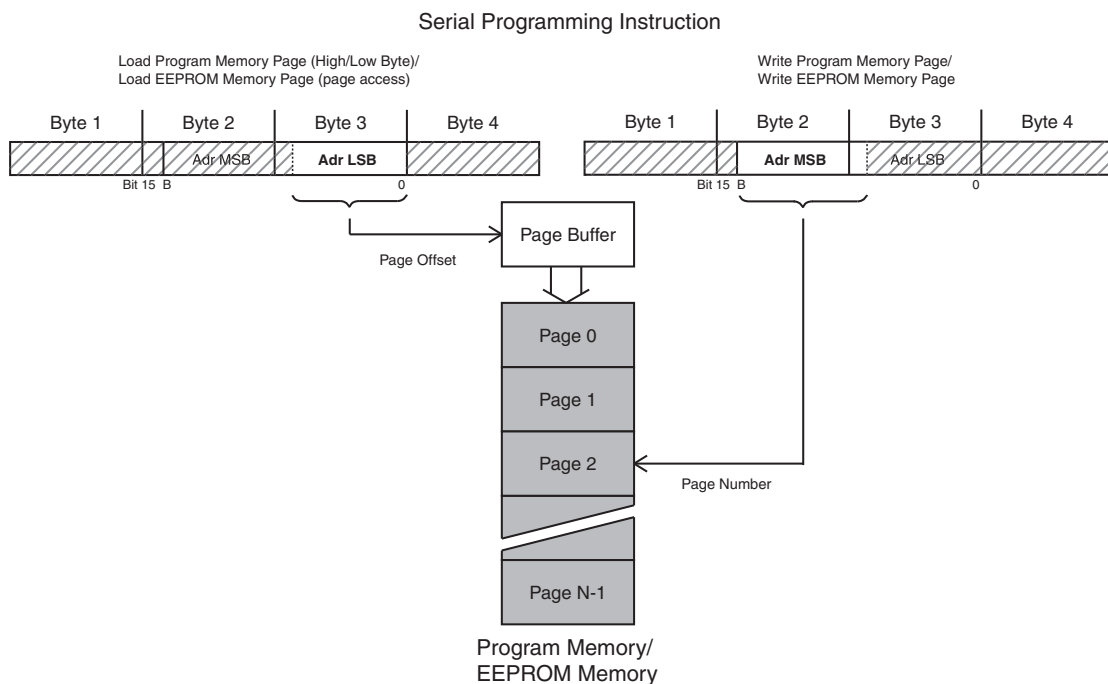 Serial Programming Instruction
Load Program Memory Page (High/Low Byte)/
Load EEPROM Memory Page (page access)
Write Program Memory Page/
Write EEPROM Memory Page
Byte 1 Byte 2 Byte 3 Byte 4
Byte 1 Byte 2 Byte 3 Byte 4
Adr MSB Adr LSB
Adr MSB Adr LSB
Bit 15 B 0
Bit 15 B 0
Page Buffer
Page Offset
Page 0
Page 1
Page 2
Page Number
Page N-1
Program Memory/
EEPROM Memory